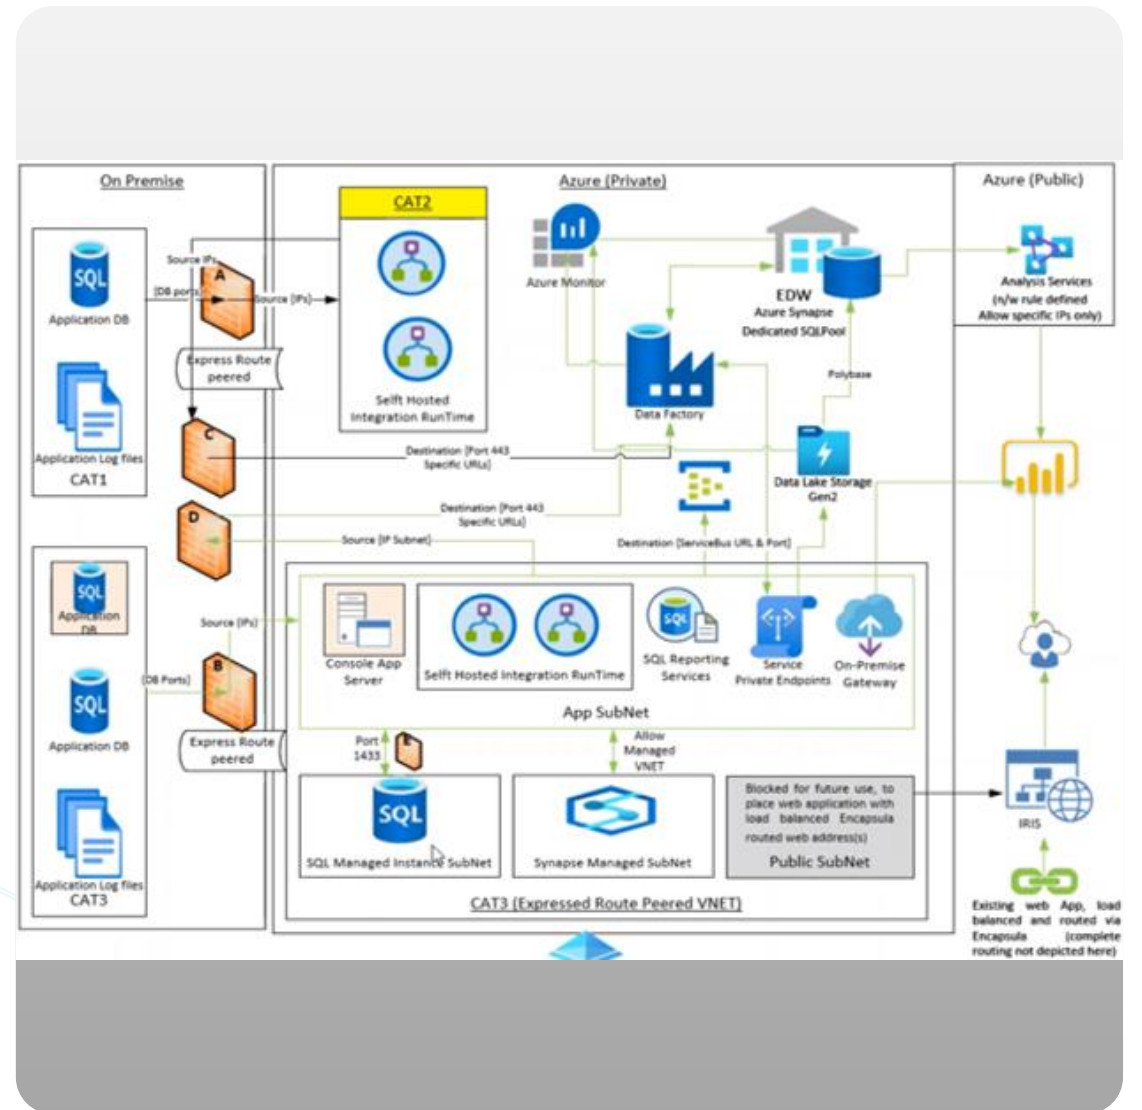 On Premise
Azure (Private)
Azure (Public)
CAT2
Source IPs
A
SQL
[DB ports]
Source [IPs]
Application DB
Express Route
peered
Selft Hosted
Integration RunTime
Application Log files
CAT1
C
Azure Monitor
EDW
Azure Synapse
Dedicated SQLPool
Analysis Services
(n/w rule defined
Allow specific IPs only)
Polybase
Data Factory
Destination [Port 443
Specific URLs]
Data Lake Storage
Gen2
D
Destination [Port 443
Specific URLs]
Source [IP Subnet]
Destination [ServiceBus URL & Port]
SQL
Application
DB
Source [IPs]
B
[DB Ports]
SQL
Application DB
Express Route
peered
Application Log files
CAT3
Console App
Server
Selft Hosted Integration RunTime
SQL
SQL Reporting
Services
Service
Private Endpoints
On-Premise
Gateway
App SubNet
Port
1433
E
Allow
Managed
VNET
SQL
SQL Managed Instance SubNet
Synapse Managed SubNet
Blocked for future use, to
place web application with
load balanced Encapsula
routed web address(s)
Public SubNet
CAT3 (Expressed Route Peered VNET)
IRIS
Existing web App, load
balanced and routed via
Encapsula (complete
routing not depicted here)